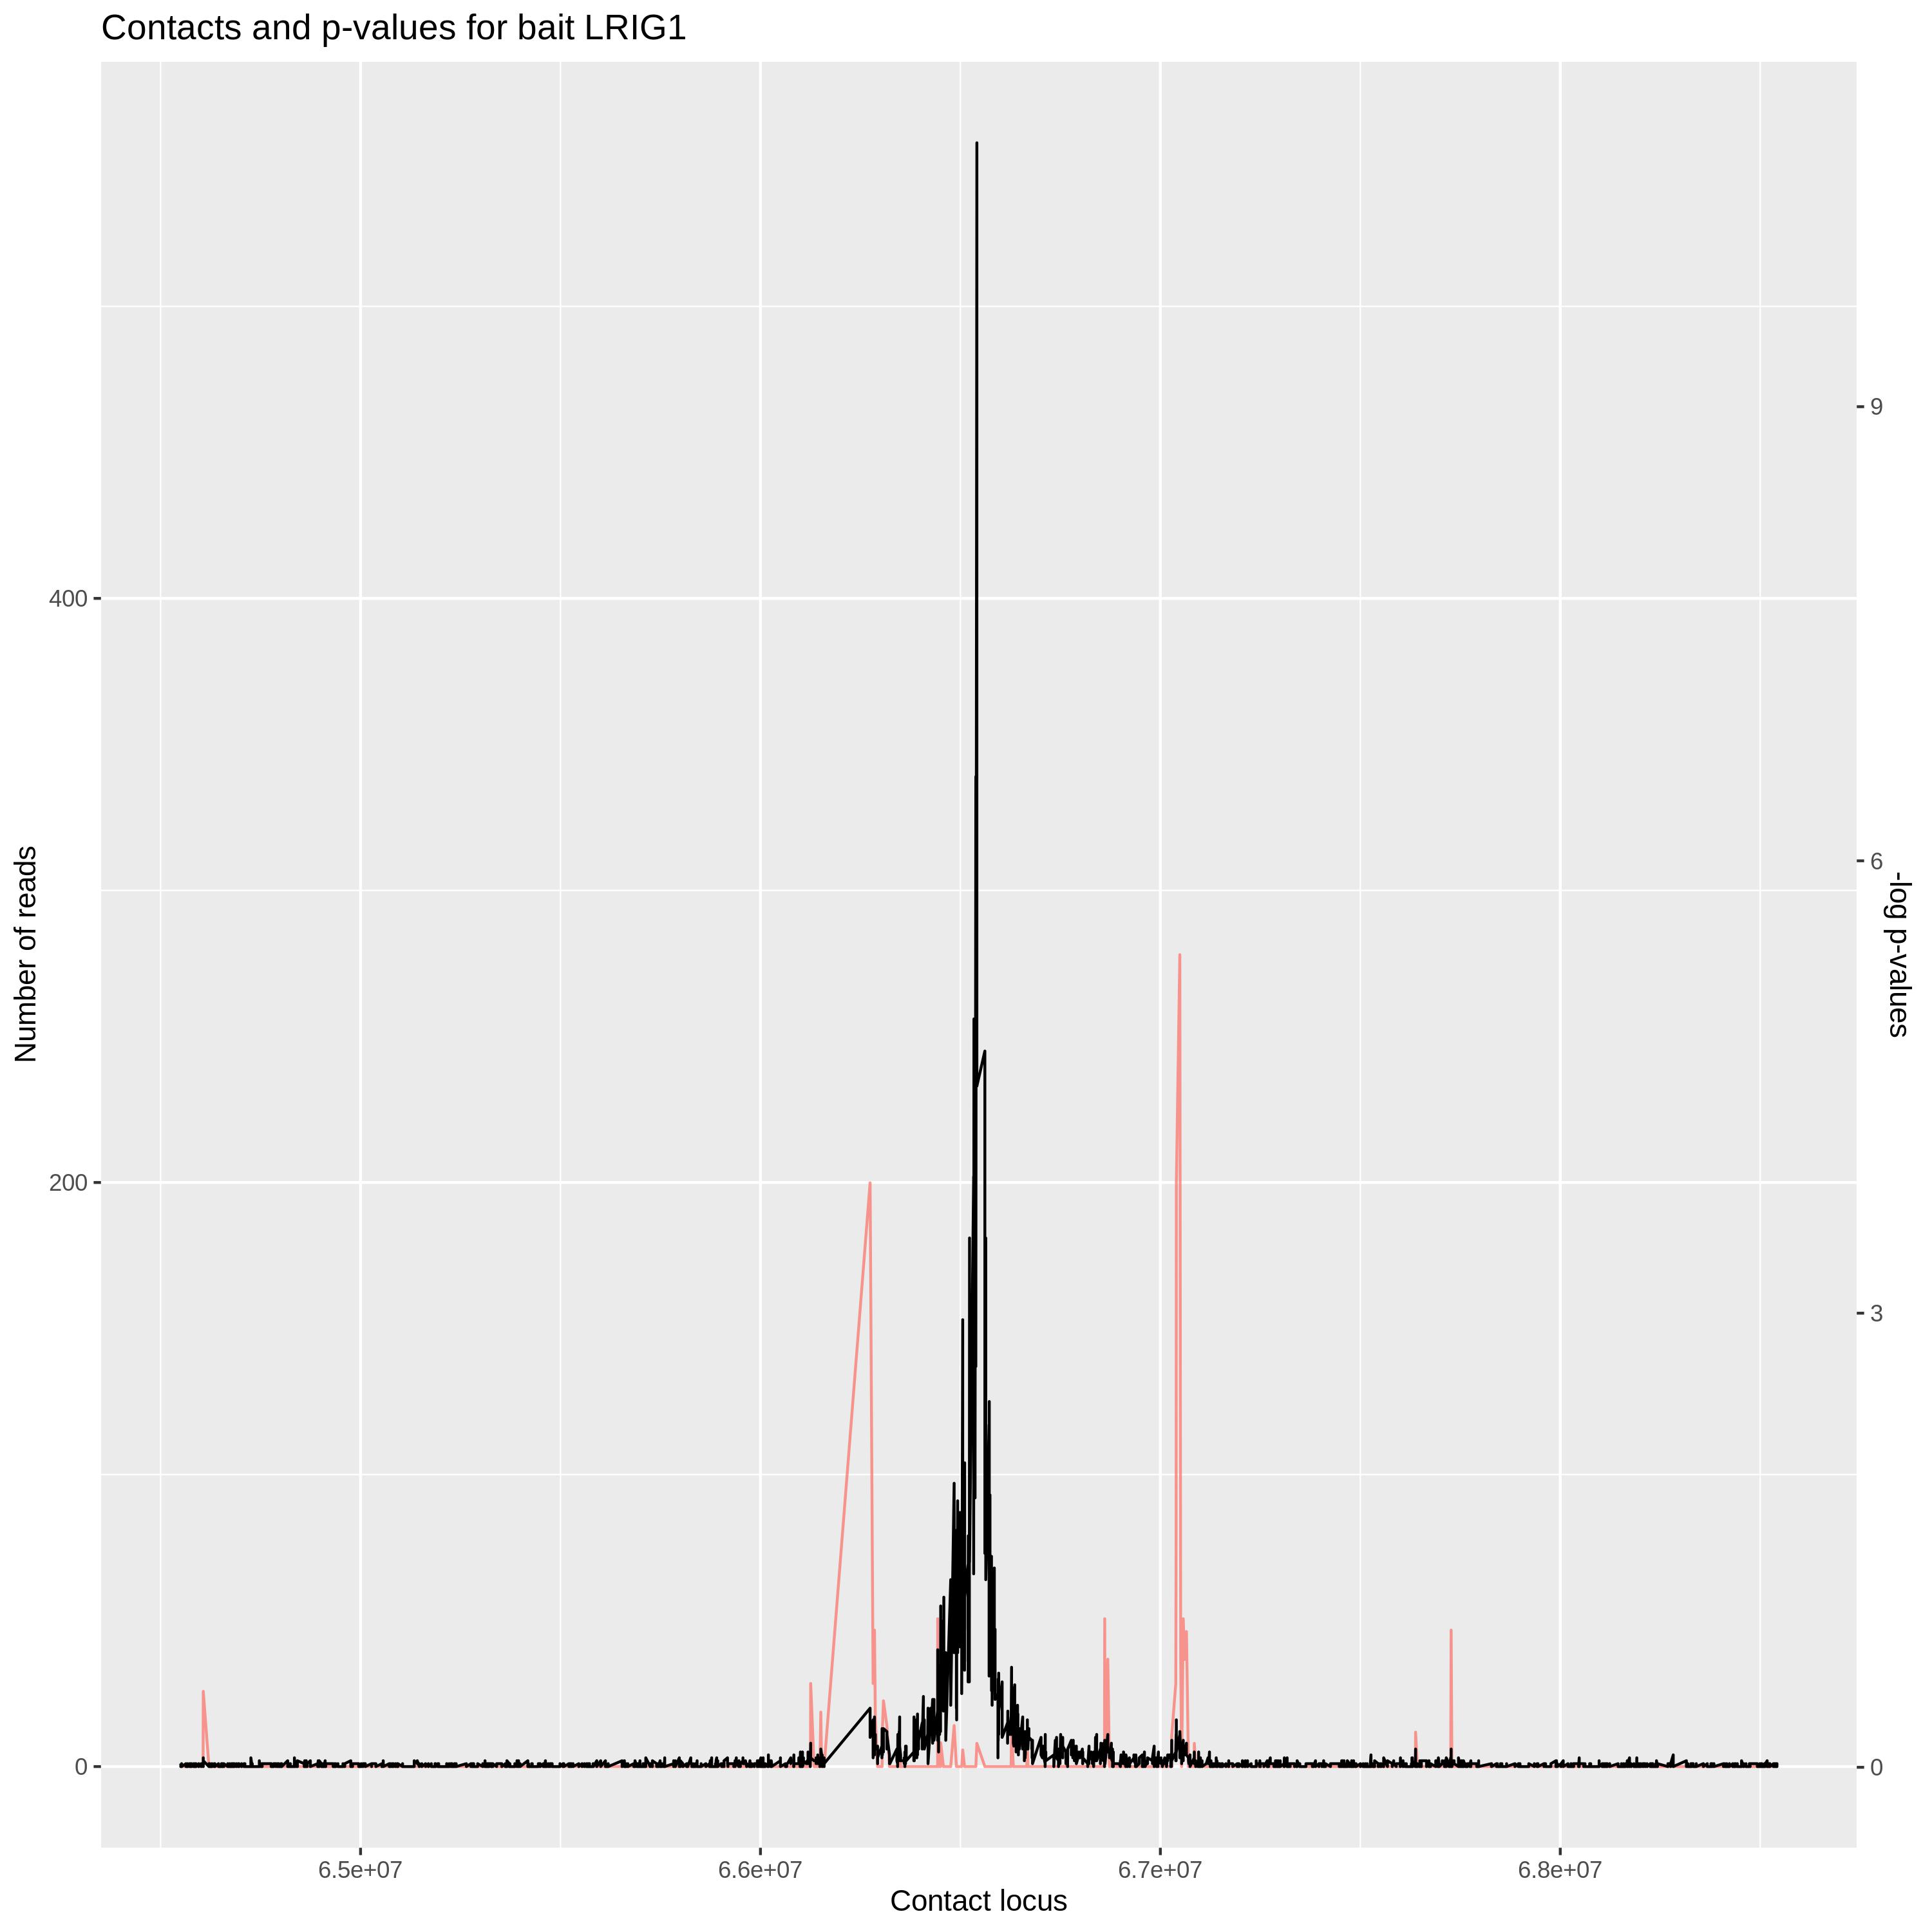 Contacts and p-values for bait LRIG1
Number of reads
400
200
0
9
6
3
0
-log p-values
6.5e+07
6.6e+07
6.7e+07
6.8e+07
Contact locus